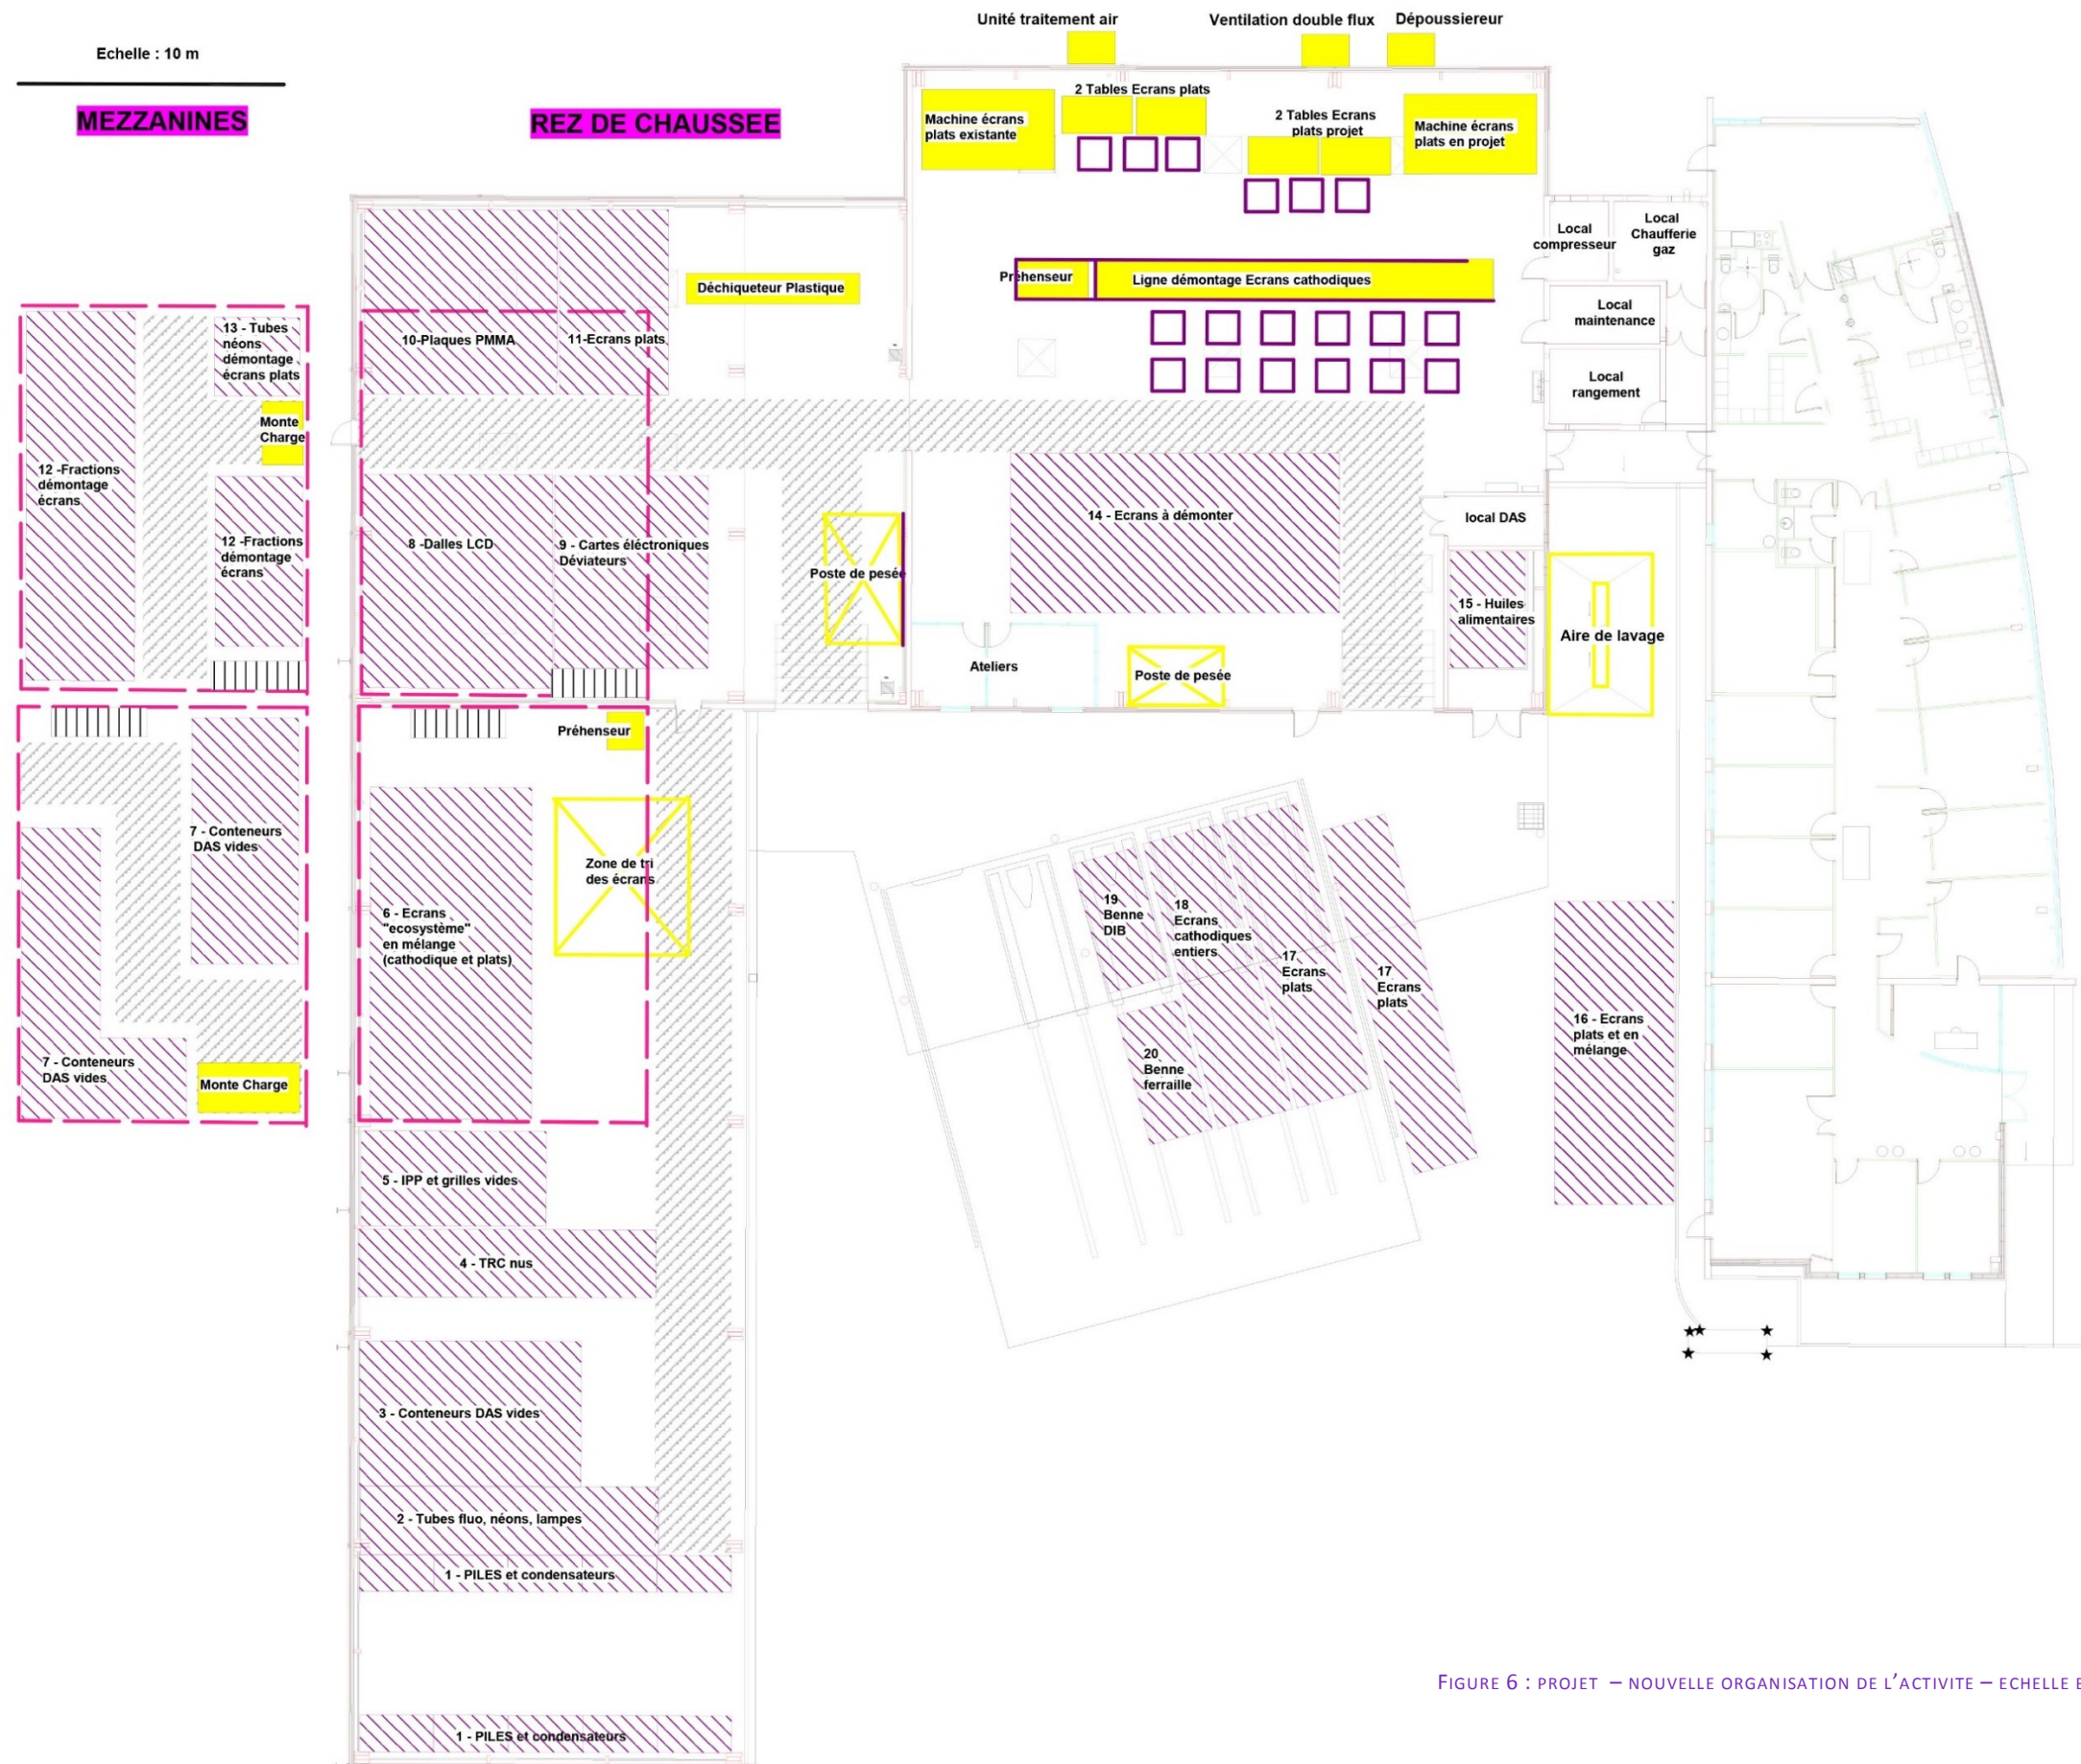 Unité traitement air
Ventilation double flux
Dépoussiereur
Echelle : 10 m
MEZZANINES
REZ DE CHAUSSEE
2 Tables Ecrans plats
Machine écrans
plats existante
2 Tables Ecrans
plats projet
Machine écrans
plats en projet
Local
compresseur
Local
Chaufferie
gaz
Préhenseur
Ligne démontage Ecrans cathodiques
Déchiqueteur Plastique
Local
maintenance
Local
rangement
13 - Tubes
néons
démontage
écrans plats
10-Plaques PMMA
11-Ecrans plats
Monte
Charge
12 -Fractions
démontage
écrans
12 -Fractions
démontage
écrans
8 -Dalles LCD
9 - Cartes éléctroniques
Déviateurs
Poste de pesée
14 - Ecrans à démonter
local DAS
15 - Huiles
alimentaires
Aire de lavage
Ateliers
Poste de pesée
Préhenseur
7 - Conteneurs
DAS vides
Zone de tri
des écrans
6 - Ecrans
"ecosystème"
en mélange
(cathodique et plats)
19
Benne
DIB
18
Ecrans
cathodiques
entiers
17
Ecrans
plats
17
Ecrans
plats
16 - Ecrans
plats et en
mélange
20
Benne
ferraille
7 - Conteneurs
DAS vides
Monte Charge
5 - IPP et grilles vides
4 - TRC nus
3 - Conteneurs DAS vides
2 - Tubes fluo, néons, lampes
1 - PILES et condensateurs
1 - PILES et condensateurs
FIGURE 6 : PROJET – NOUVELLE ORGANISATION DE L'ACTIVITE – ECHELLE E